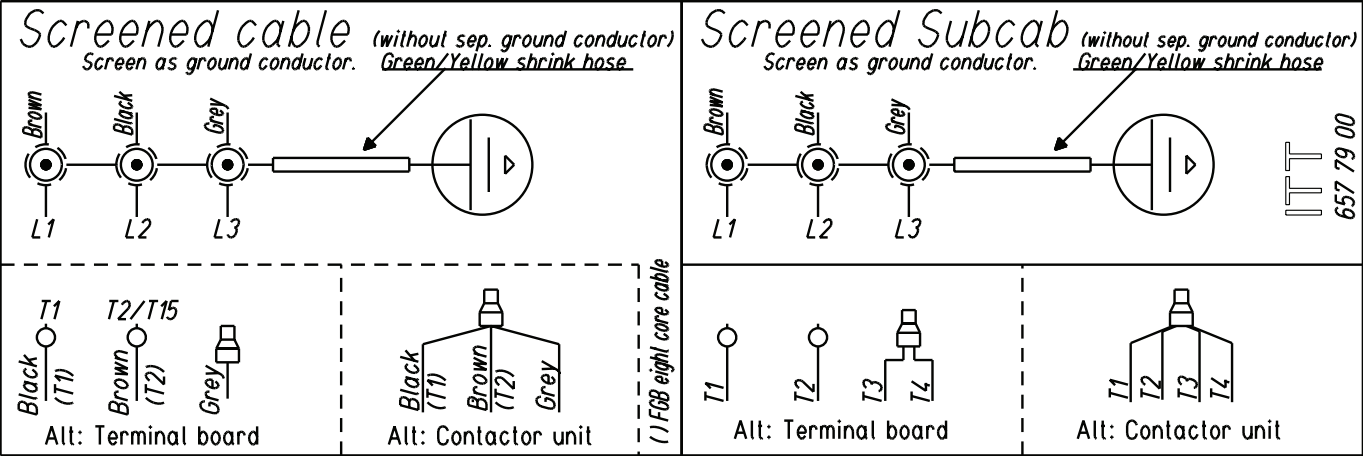 Screened cable (without sep. ground conductor)
Screen as ground conductor. Green/Yellow shrink hose
Brown Black Grey
L1 L2 L3
T1 T2/T15
Black (T1) Brown (T2) Grey
Alt: Terminal board
Black (T1) Brown (T2) Grey
Alt: Contactor unit
( ) FGB eight core cable
Screened Subcab (without sep. ground conductor)
Screen as ground conductor. Green/Yellow shrink hose
Brown Black Grey
L1 L2 L3
ITT
657 79 00
T1 T2 T3 T4
Alt: Terminal board
T1 T2 T3 T4
Alt: Contactor unit